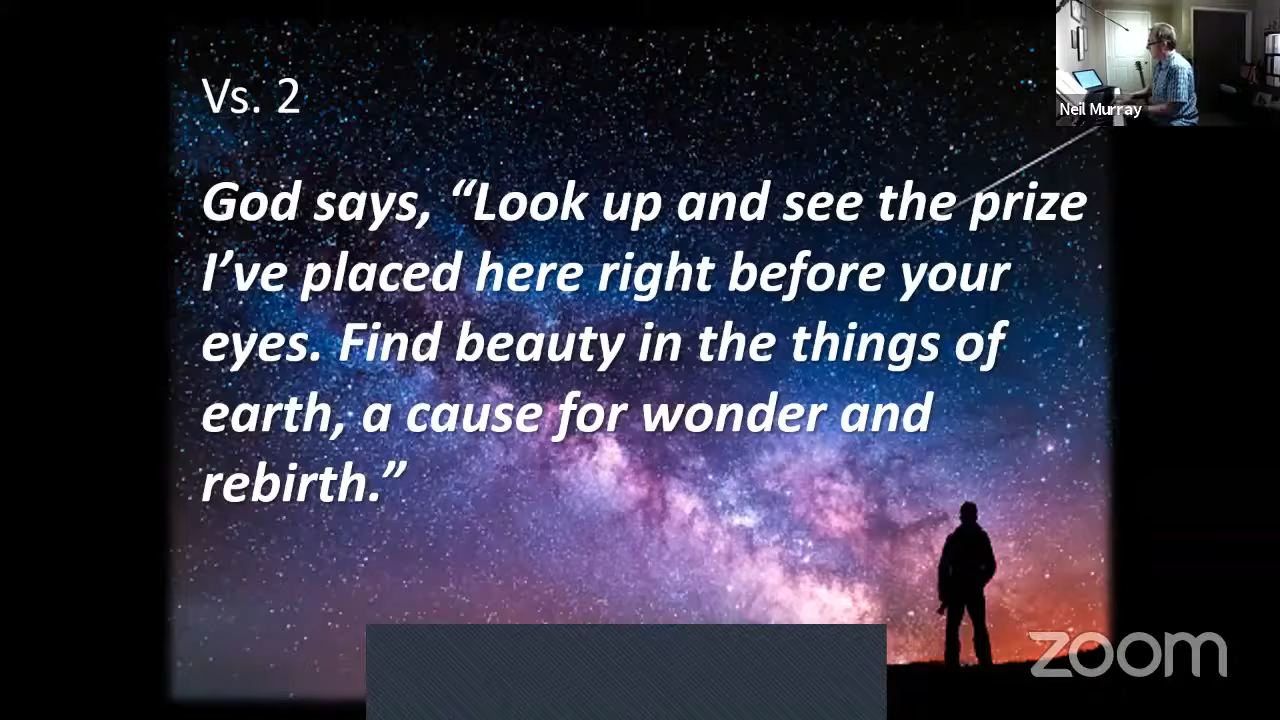 Vs. 2
Neil Murray
God says, “Look up and see the prize
I’ve placed here right before your
eyes. Find beauty in the things of
earth, a cause for wonder and
rebirth.”
zoom